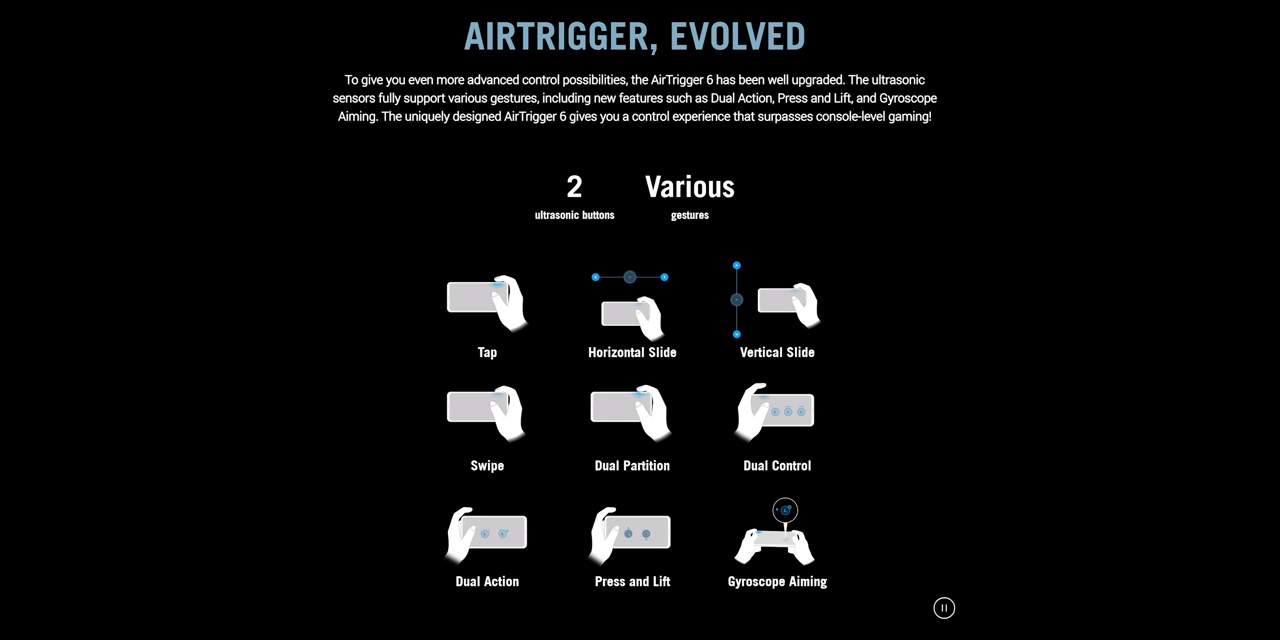 AIRTRIGGER, EVOLVED
To give you even more advanced control possibilities, the AirTrigger 6 has been well upgraded. The ultrasonic
sensors fully support various gestures, including new features such as Dual Action, Press and Lift, and Gyroscope
Aiming. The uniquely designed AirTrigger 6 gives you a control experience that surpasses console-level gaming!
2 Various
ultrasonic buttons gestures
Tap Horizontal Slide Vertical Slide
Swipe Dual Partition Dual Control
Dual Action Press and Lift Gyroscope Aiming